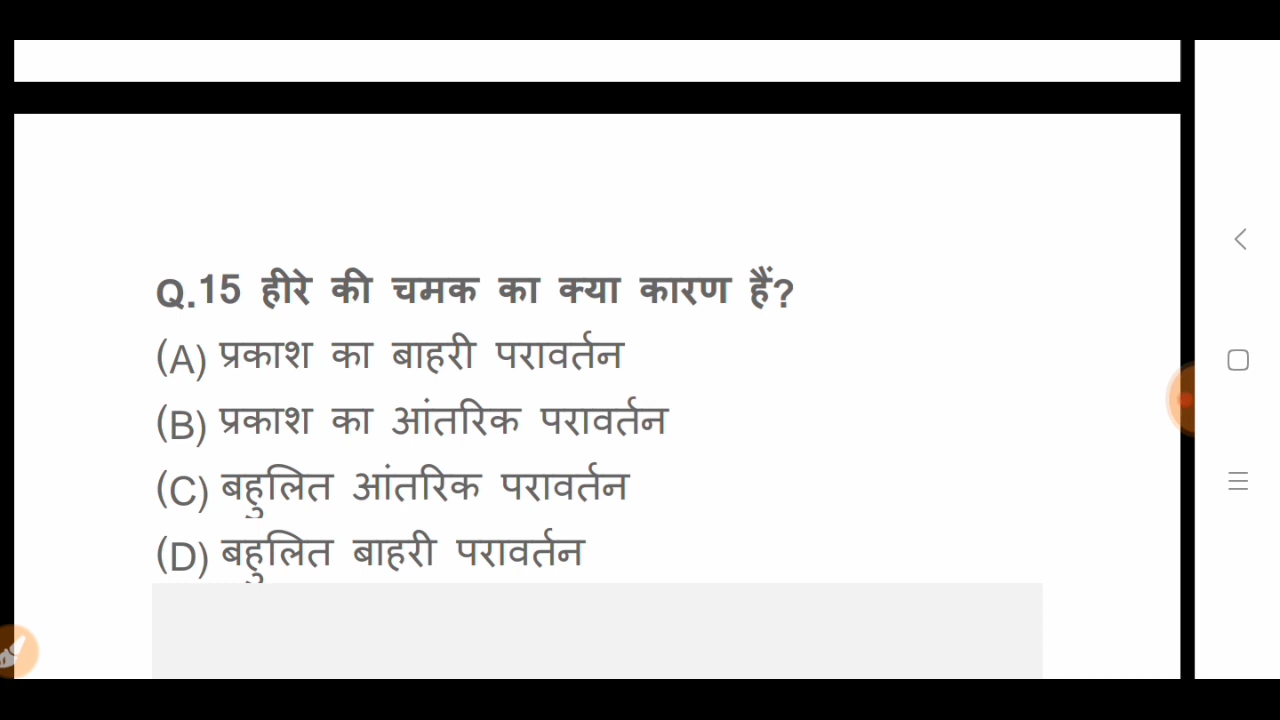 Q.15 हीरे की चमक का क्या कारण हैं?
(A) प्रकाश का बाहरी परावर्तन
(B) प्रकाश का आंतरिक परावर्तन
(C) बहुलित आंतरिक परावर्तन
(D) बहुलित बाहरी परावर्तन